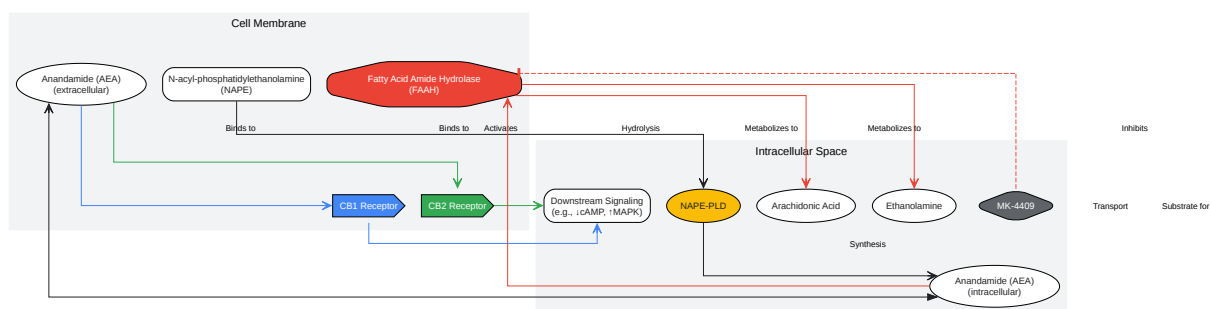 Cell Membrane
Anandamide (AEA)
(extracellular)
N-acyl-phosphatidylethanolamine
(NAPE)
Fatty Acid Amide Hydrolase
(FAAH)
Binds to
Binds to
Activates
Hydrolysis
Metabolizes to
Metabolizes to
Inhibits
Intracellular Space
CB1 Receptor
CB2 Receptor
Downstream Signaling
(e.g., ↓cAMP, ↑MAPK)
NAPE-PLD
Arachidonic Acid
Ethanolamine
MK-4409
Transport
Substrate for
Synthesis
Anandamide (AEA)
(intracellular)